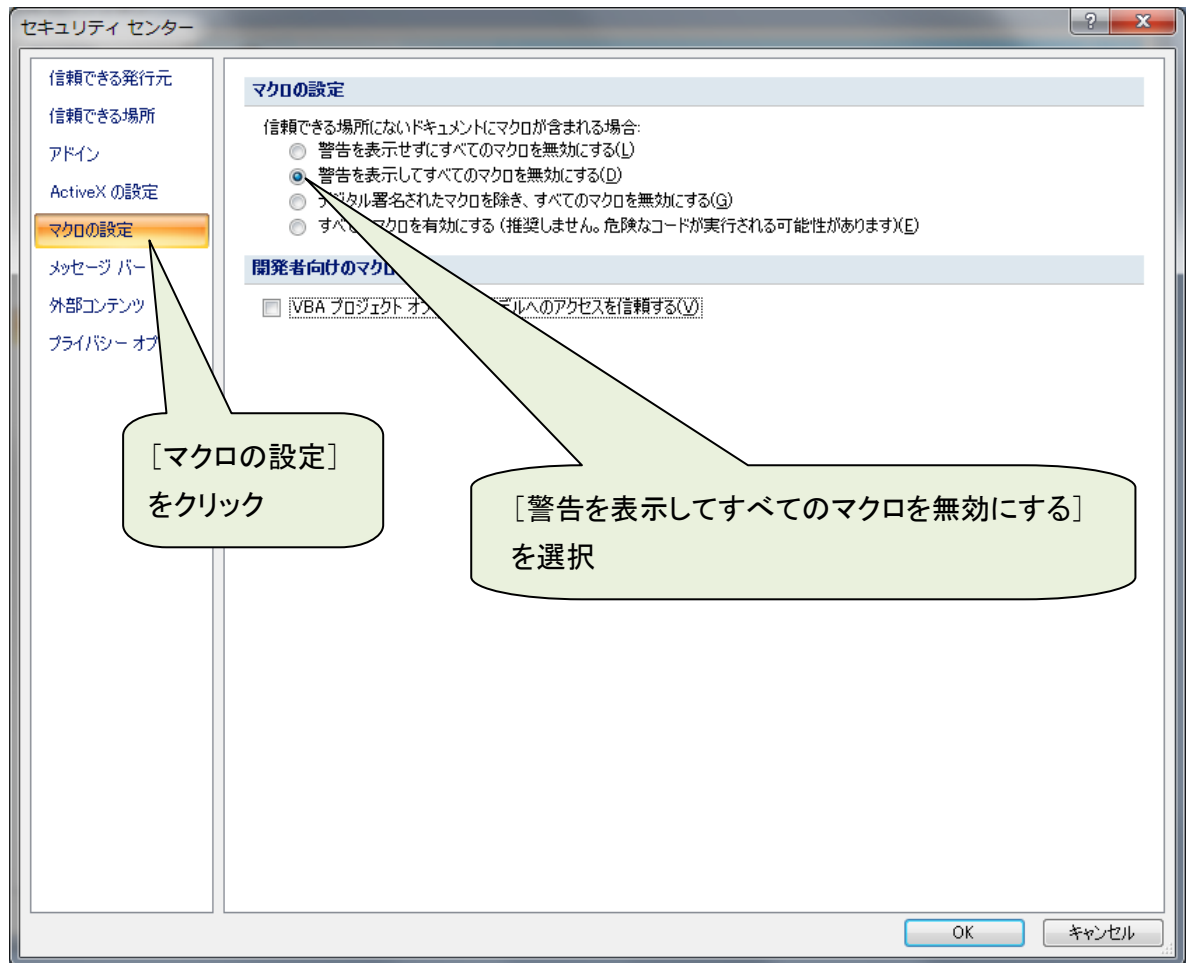 セキュリティ センター
信頼できる発行元
信頼できる場所
アドイン
ActiveX の設定
マクロの設定
メッセージ バー
外部コンテンツ
プライバシー オプ
マクロの設定
信頼できる場所にないドキュメントにマクロが含まれる場合:
警告を表示せずにすべてのマクロを無効にする(L)
警告を表示してすべてのマクロを無効にする(D)
デジタル署名されたマクロを除き、すべてのマクロを無効にする(G)
すべて マクロを有効にする (推奨しません。危険なコードが実行される可能性があります)(E)
開発者向けのマクロ
VBA プロジェクト オブ デルへのアクセスを信頼する(V)
［マクロの設定］
をクリック
［警告を表示してすべてのマクロを無効にする］
を選択
OK
キャンセル